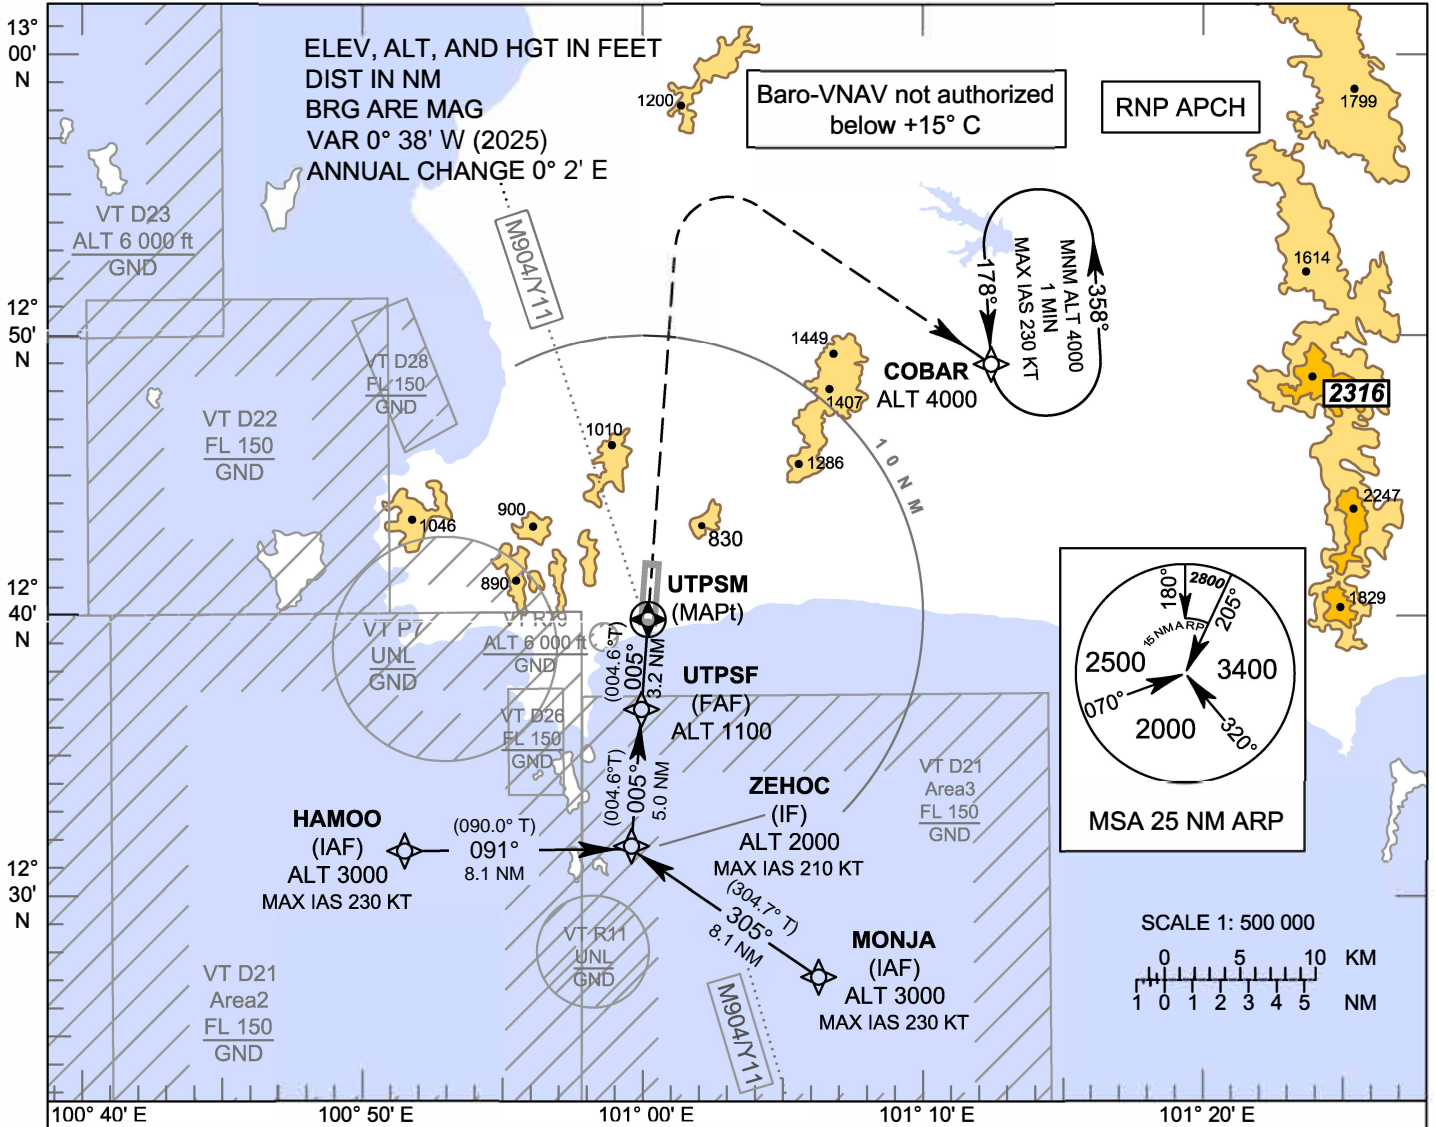 13°
00'
N
ELEV, ALT, AND HGT IN FEET
DIST IN NM
BRG ARE MAG
VAR 0° 38' W (2025)
ANNUAL CHANGE 0° 2' E
1200
Baro-VNAV not authorized
below +15° C
RNP APCH
1799
VT D23
ALT 6 000 ft
GND
M904/Y11
178°
MAX IAS 230 KT
1 MIN
MNM ALT 4000
358°
1614
12°
50'
N
VT D28
FL 150
GND
1449
1407
COBAR
ALT 4000
2316
VT D22
FL 150
GND
1010
1286
10 NM
1046
900
830
2247
890
UTPSM
(MAPt)
12°
40'
N
VT P7
UNL
GND
VT R19
ALT 6 000 ft
GND
(004.6°T)
005°
3.2 NM
UTPSF
(FAF)
ALT 1100
1829
180°
2800
205°
15 NM ARP
2500
3400
070°
2000
320°
MSA 25 NM ARP
VT D26
FL 150
GND
(004.6°T)
005°
5.0 NM
ZEHOC
(IF)
ALT 2000
MAX IAS 210 KT
VT D21
Area3
FL 150
GND
HAMOO
(IAF)
ALT 3000
MAX IAS 230 KT
(090.0° T)
091°
8.1 NM
12°
30'
N
(304.7° T)
305°
8.1 NM
MONJA
(IAF)
ALT 3000
MAX IAS 230 KT
VT R11
UNL
GND
VT D21
Area2
FL 150
GND
M904/Y11
SCALE 1: 500 000
0 5 10 KM
1 0 1 2 3 4 5 NM
100° 40' E
100° 50' E
101° 00' E
101° 10' E
101° 20' E